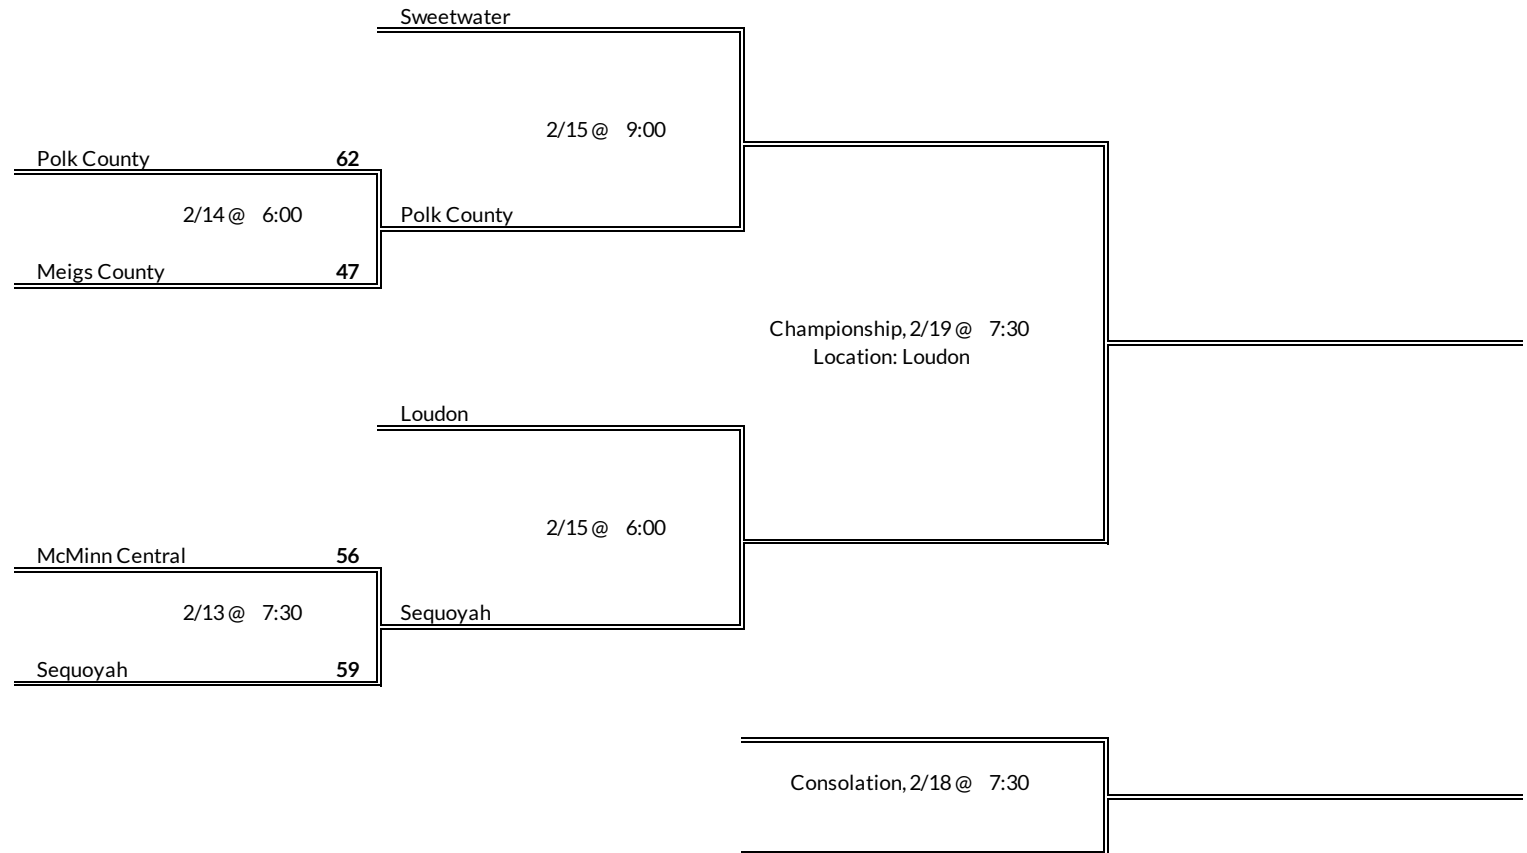 Sweetwater
2/15 @ 9:00
Polk County 62
2/14 @ 6:00 Polk County
Meigs County 47
Championship, 2/19 @ 7:30
Location: Loudon
Loudon
2/15 @ 6:00
McMinn Central 56
2/13 @ 7:30 Sequoyah
Sequoyah 59
Consolation, 2/18 @ 7:30